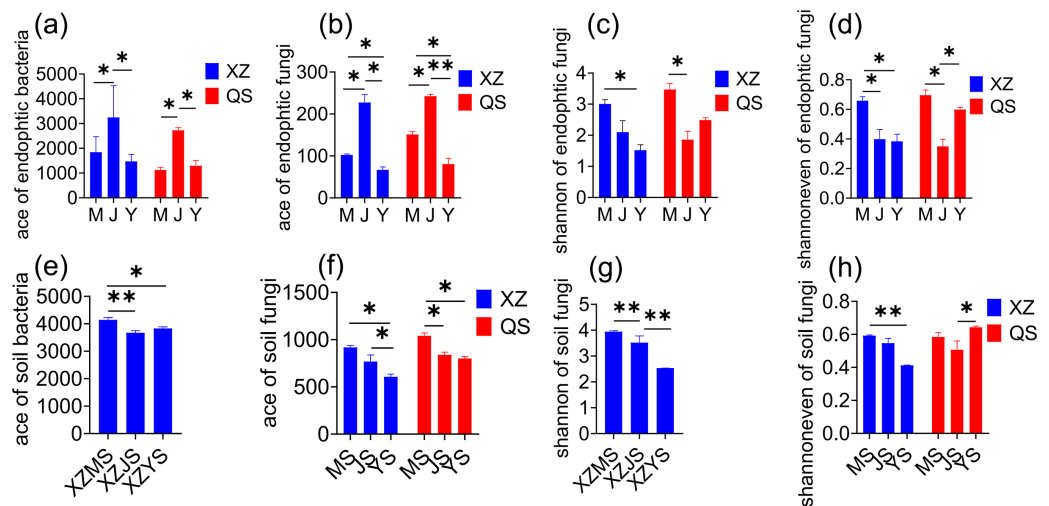 (a)
ace of endophtic bacteria
5000
4000
3000
2000
1000
0
* *
* *
M J Y M J Y
XZ
QS
(b)
ace of endophtic fungi
300
200
100
0
*
* *
*
* **
M J Y M J Y
XZ
QS
(c)
shannon of endophtic fungi
4
3
2
1
0
*
*
M J Y M J Y
XZ
QS
(d)
shannoneven of endophtic fungi
0.8
0.6
0.4
0.2
0.0
*
*
*
*
M J Y M J Y
XZ
QS
(e)
ace of soil bacteria
5000
4000
3000
2000
1000
0
*
**
XZMS XZJS XZYS
(f)
ace of soil fungi
1500
1000
500
0
*
*
*
*
MS JS YS MS JS YS
XZ
QS
(g)
shannon of soil fungi
5
4
3
2
1
0
** **
XZMS XZJS XZYS
(h)
shannoneven of soil fungi
0.8
0.6
0.4
0.2
0.0
**
*
MS JS YS MS JS YS
XZ
QS